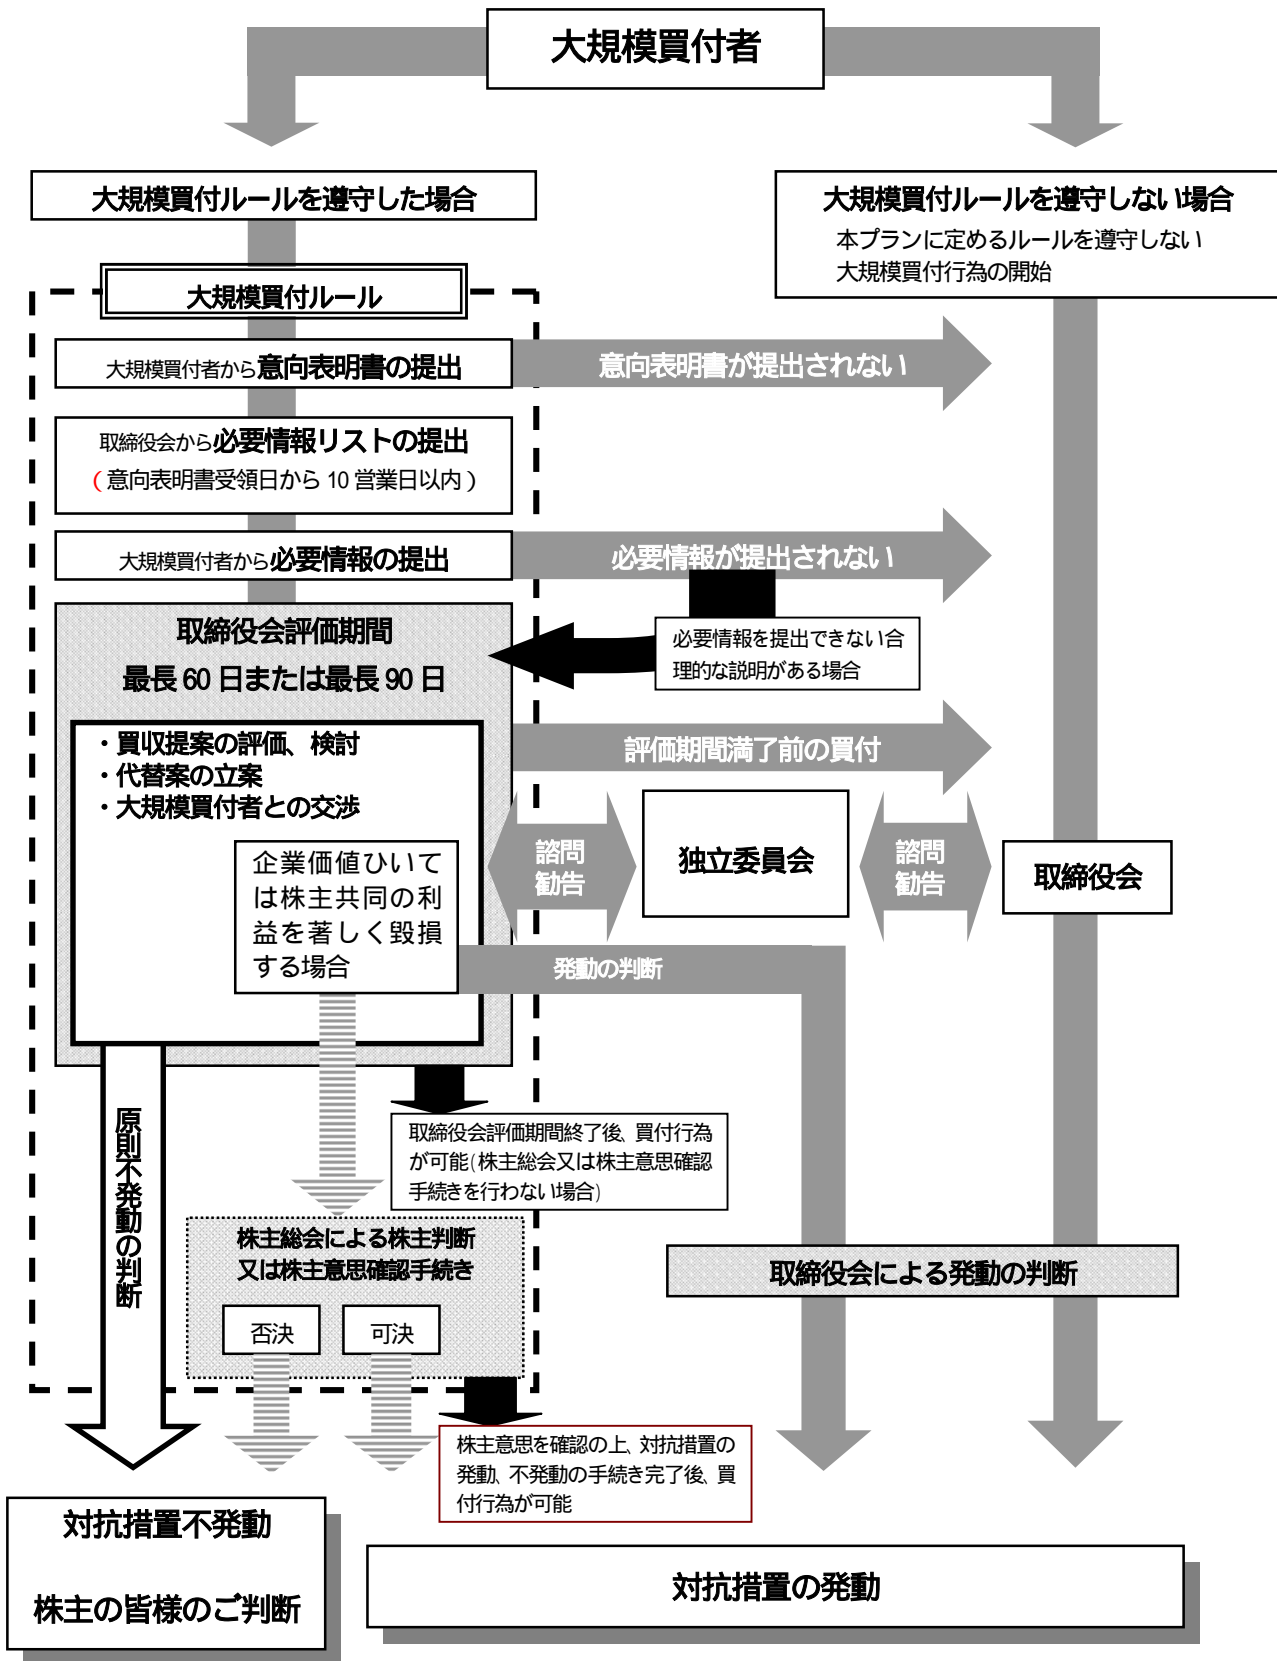 大規模買付者
大規模買付ルールを遵守した場合
大規模買付ルールを遵守しない場合
本プランに定めるルールを遵守しない
大規模買付行為の開始
大規模買付ルール
大規模買付者から意向表明書の提出
意向表明書が提出されない
取締役会から必要情報リストの提出
(意向表明書受領日から 10 営業日以内)
大規模買付者から必要情報の提出
必要情報が提出されない
必要情報を提出できない合
理的な説明がある場合
取締役会評価期間
最長 60 日または最長 90 日
・買収提案の評価、検討
・代替案の立案
・大規模買付者との交渉
評価期間満了前の買付
企業価値ひいて
は株主共同の利
益を著しく毀損
する場合
諮問
勧告
独立委員会
諮問
勧告
取締役会
発動の判断
原則不発動の判断
取締役会評価期間終了後、買付行為
が可能(株主総会又は株主意思確認
手続きを行わない場合)
株主総会による株主判断
又は株主意思確認手続き
否決
可決
取締役会による発動の判断
株主意思を確認の上、対抗措置の
発動、不発動の手続き完了後、買
付行為が可能
対抗措置不発動
株主の皆様のご判断
対抗措置の発動